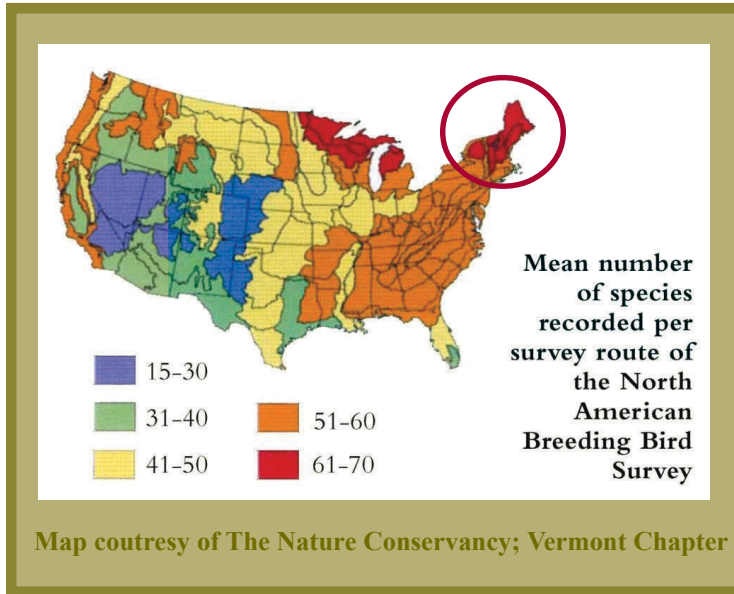 Mean number
of species
recorded per
survey route of
the North
American
Breeding Bird
Survey
15-30
31-40
41-50
51-60
61-70
Map coutresy of The Nature Conservancy; Vermont Chapter